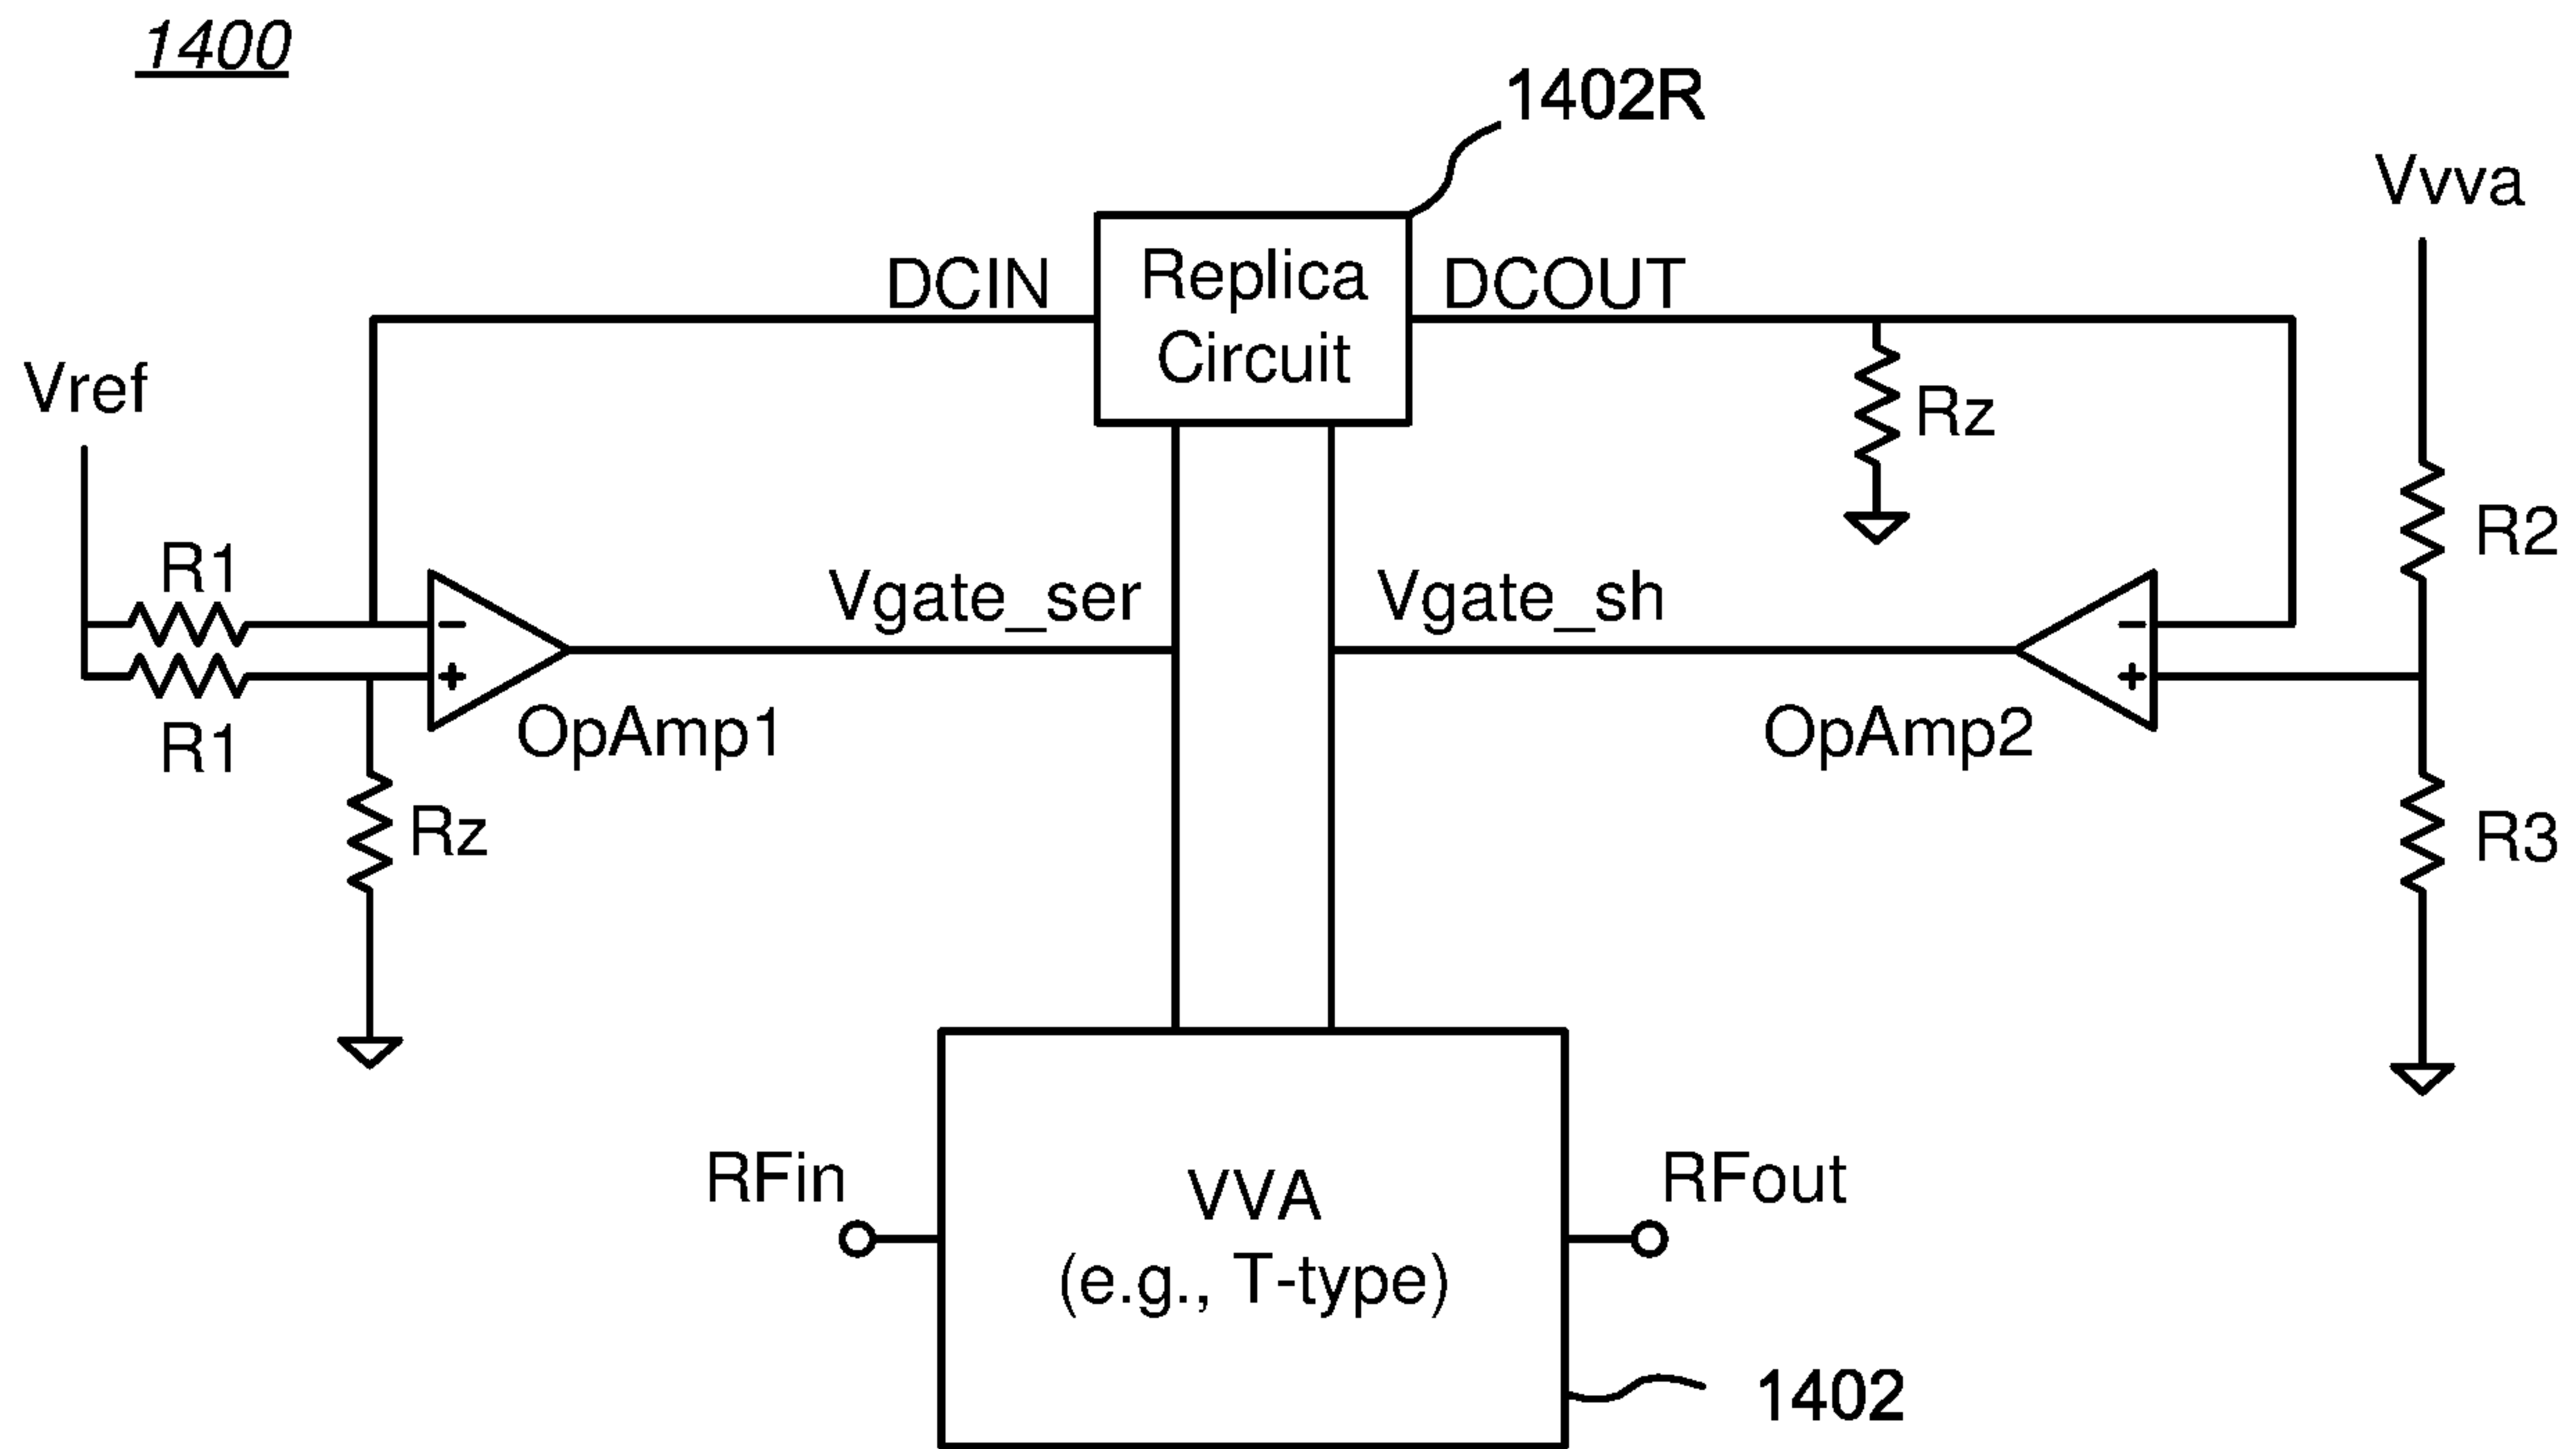 1400
1402R
Vvva
DCIN
Replica
Circuit
DCOUT
Vref
Rz
R2
R1
Vgate_ser
Vgate_sh
−
+
−
+
R1
OpAmp1
OpAmp2
Rz
R3
RFin
VVA
(e.g., T-type)
RFout
1402